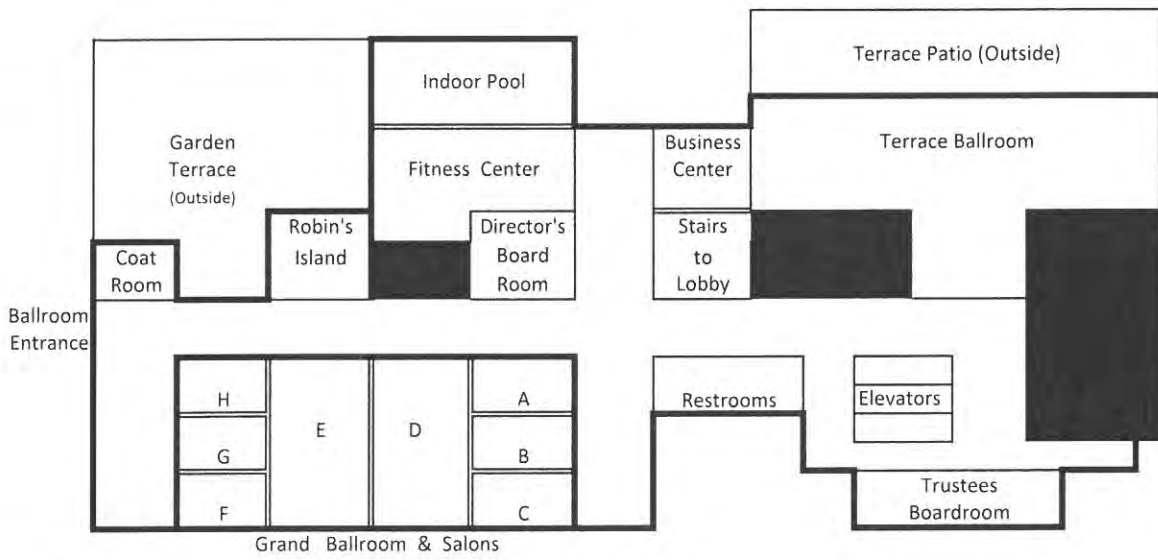 Terrace Patio (Outside)
Indoor Pool
Garden
Terrace
(Outside)
Fitness Center
Business
Center
Terrace Ballroom
Coat
Room
Robin's
Island
Director's
Board
Room
Stairs
to
Lobby
Ballroom
Entrance
H
E
D
A
Restrooms
Elevators
G
B
F
C
Trustees
Boardroom
Grand Ballroom & Salons